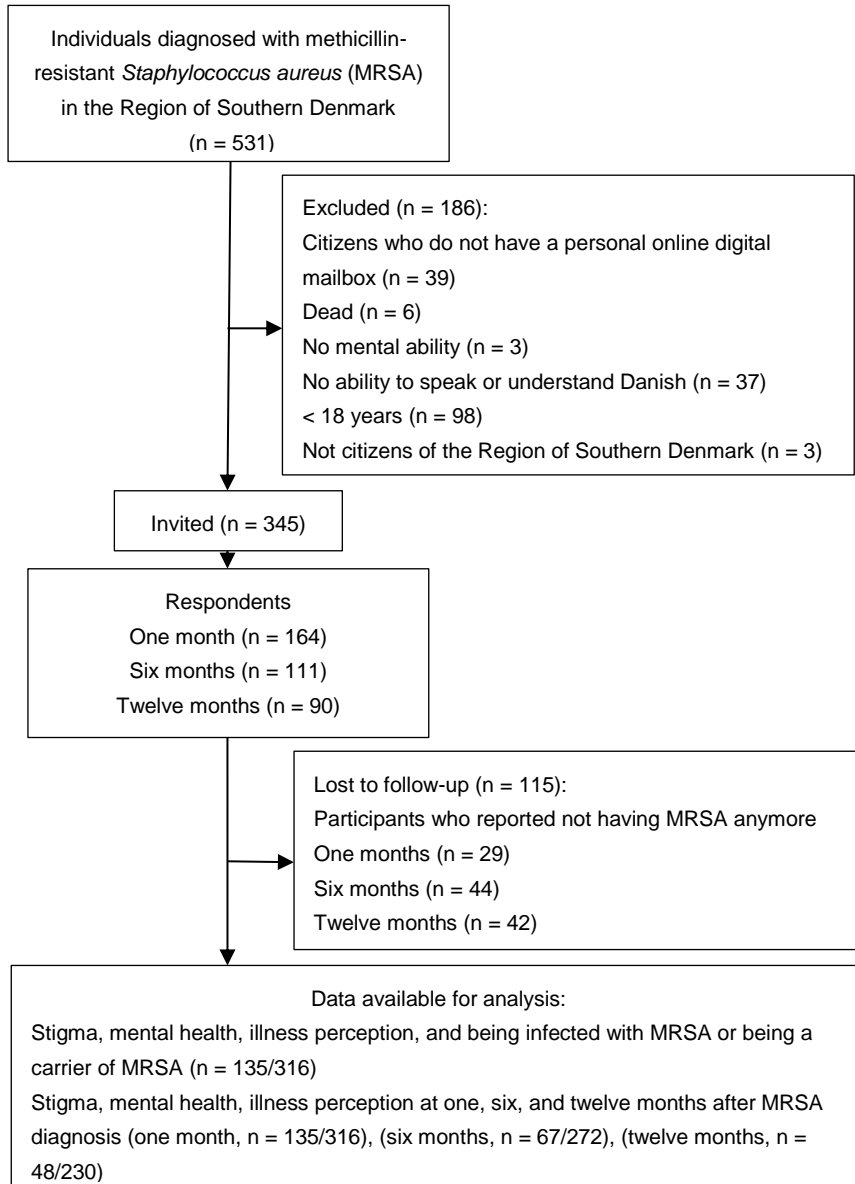 Individuals diagnosed with methicillin-
resistant Staphylococcus aureus (MRSA)
in the Region of Southern Denmark
(n = 531)
Excluded (n = 186):
Citizens who do not have a personal online digital
mailbox (n = 39)
Dead (n = 6)
No mental ability (n = 3)
No ability to speak or understand Danish (n = 37)
< 18 years (n = 98)
Not citizens of the Region of Southern Denmark (n = 3)
Invited (n = 345)
Respondents
One month (n = 164)
Six months (n = 111)
Twelve months (n = 90)
Lost to follow-up (n = 115):
Participants who reported not having MRSA anymore
One months (n = 29)
Six months (n = 44)
Twelve months (n = 42)
Data available for analysis:
Stigma, mental health, illness perception, and being infected with MRSA or being a
carrier of MRSA (n = 135/316)
Stigma, mental health, illness perception at one, six, and twelve months after MRSA
diagnosis (one month, n = 135/316), (six months, n = 67/272), (twelve months, n =
48/230)